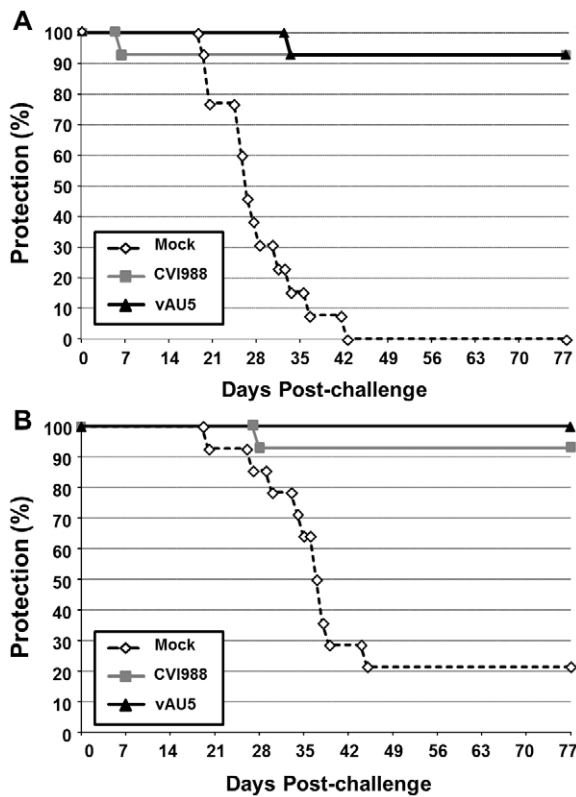 A
Protection (%)
100
90
80
70
60
50
40
30
20
10
0
Mock
CVI988
vAU5
0 7 14 21 28 35 42 49 56 63 70 77
Days Post-challenge
B
Protection (%)
100
90
80
70
60
50
40
30
20
10
0
Mock
CVI988
vAU5
0 7 14 21 28 35 42 49 56 63 70 77
Days Post-challenge